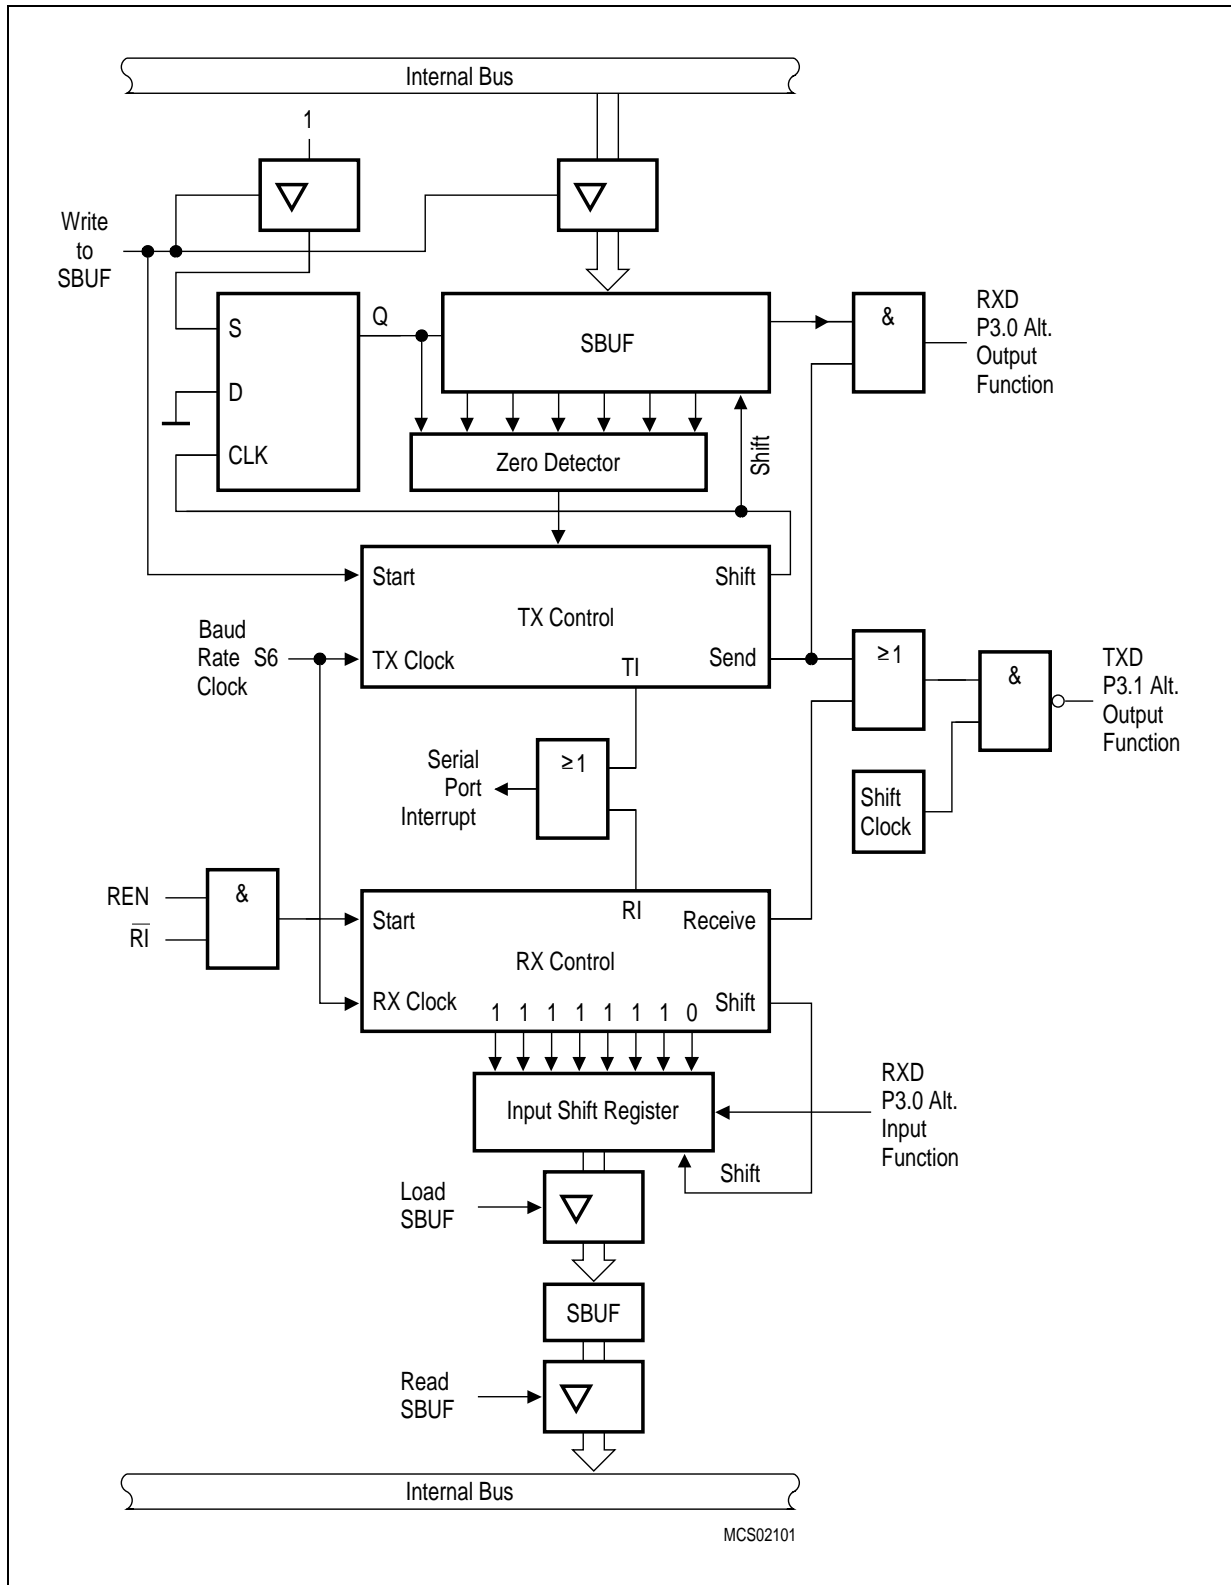 Internal Bus
1
Write
to
SBUF
S
D
CLK
Q
SBUF
&
RXD
P3.0 Alt.
Output
Function
Zero Detector
Shift
Start
Shift
TX Control
TX Clock
TI
Send
Baud
Rate S6
Clock
≥1
&
TXD
P3.1 Alt.
Output
Function
Serial
Port
Interrupt
≥1
Shift
Clock
REN
R̅I̅
&
Start
RI
Receive
RX Control
RX Clock
1 1 1 1 1 1 1 0
Shift
Input Shift Register
RXD
P3.0 Alt.
Input
Function
Shift
Load
SBUF
SBUF
Read
SBUF
Internal Bus
MCS02101